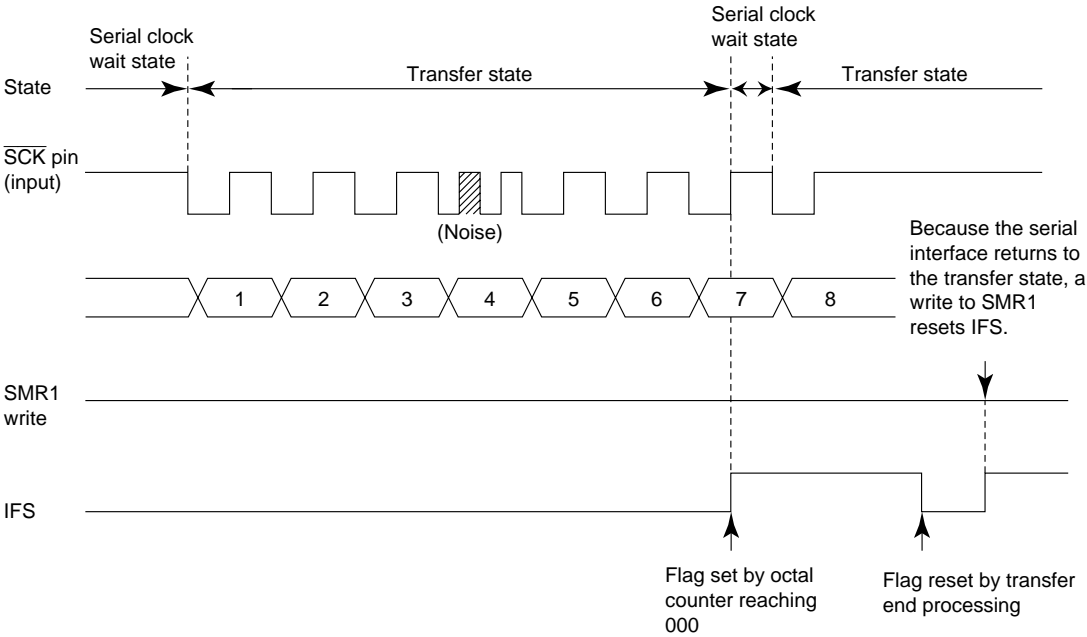 Serial clock
wait state
Serial clock
wait state
State
Transfer state
Transfer state
SCK pin
(input)
(Noise)
Because the serial
interface returns to
the transfer state, a
write to SMR1
resets IFS.
1 2 3 4 5 6 7 8
SMR1
write
IFS
Flag set by octal
counter reaching
000
Flag reset by transfer
end processing